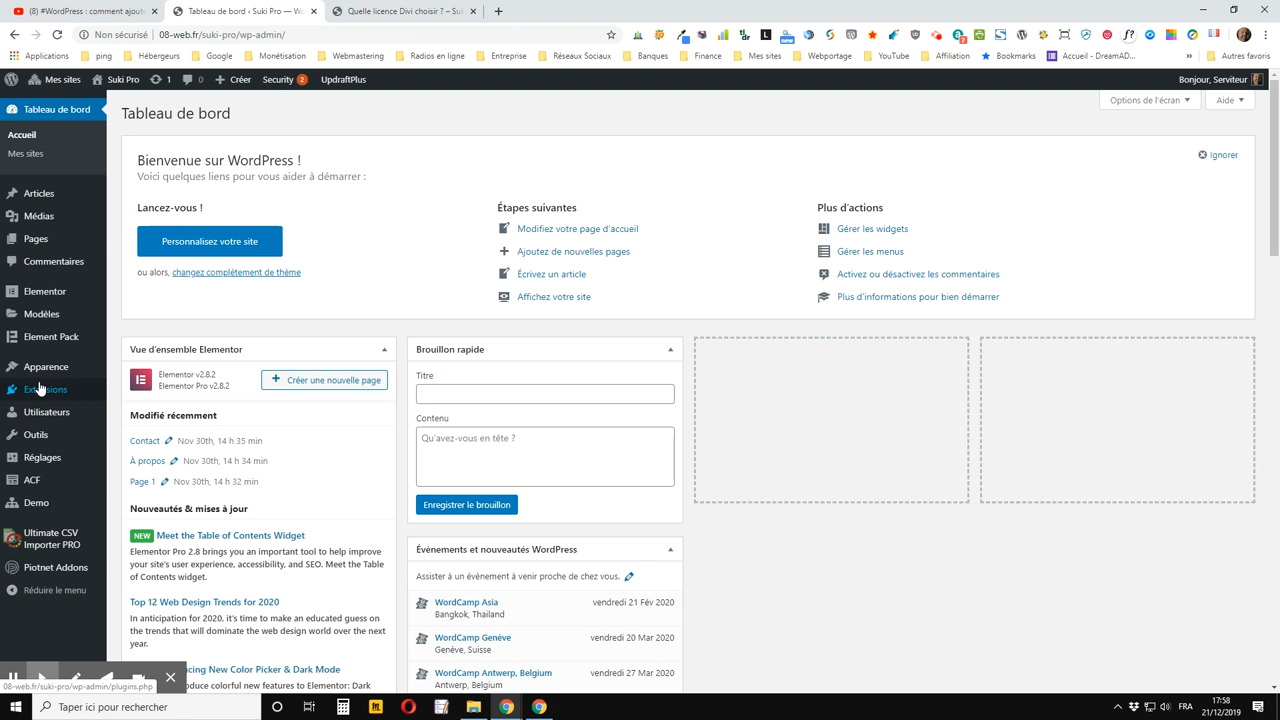 (8) #WordPress : comment ajoute
Tableau de bord ‹ Suki Pro — Wo
Quelle licence Divi choisir ? – Suk
Non sécurisé
08-web.fr/suki-pro/wp-admin/
Applications
ping
Hébergeurs
Google
Monétisation
Webmastering
Radios en ligne
Entreprise
Réseaux Sociaux
Banques
Finance
Mes sites
Webportage
YouTube
Affiliation
Bookmarks
Accueil - DreamAD...
»
Autres favoris
Mes sites
Suki Pro
1
0
Créer
Security 2
UpdraftPlus
Bonjour, Serviteur
Tableau de bord
Accueil
Mes sites
Articles
Médias
Pages
Commentaires
Elementor
Modèles
Element Pack
Apparence
Extensions
Utilisateurs
Outils
Réglages
ACF
Demo
Ultimate CSV
Importer PRO
Piotnet Addons
Réduire le menu
Tableau de bord
Options de l'écran
Aide
Bienvenue sur WordPress !
Voici quelques liens pour vous aider à démarrer :
Ignorer
Lancez-vous !
Personnalisez votre site
ou alors, changez complètement de thème
Étapes suivantes
Modifiez votre page d'accueil
Ajoutez de nouvelles pages
Écrivez un article
Affichez votre site
Plus d'actions
Gérer les widgets
Gérer les menus
Activez ou désactivez les commentaires
Plus d'informations pour bien démarrer
Vue d'ensemble Elementor
Elementor v2.8.2
Elementor Pro v2.8.2
Créer une nouvelle page
Modifié récemment
Contact Nov 30th, 14 h 35 min
À propos Nov 30th, 14 h 34 min
Page 1 Nov 30th, 14 h 32 min
Nouveautés & mises à jour
NEW Meet the Table of Contents Widget
Elementor Pro 2.8 brings you an important tool to help improve
your site's user experience, accessibility, and SEO. Meet the Table
of Contents widget.
Top 12 Web Design Trends for 2020
In anticipation for 2020, it's time to make an educated guess on
the trends that will dominate the web design world over the next
year.
cing New Color Picker & Dark Mode
oduce colorful new features to Elementor: Dark
Brouillon rapide
Titre
Contenu
Qu'avez-vous en tête ?
Enregistrer le brouillon
Évènements et nouveautés WordPress
Assister à un évènement à venir proche de chez vous.
WordCamp Asia vendredi 21 Fév 2020
Bangkok, Thailand
WordCamp Genève vendredi 20 Mar 2020
Genève, Suisse
WordCamp Antwerp, Belgium vendredi 27 Mar 2020
Antwerp, Belgium
08-web.fr/suki-pro/wp-admin/plugins.php
Taper ici pour rechercher
FRA
17:58
21/12/2019